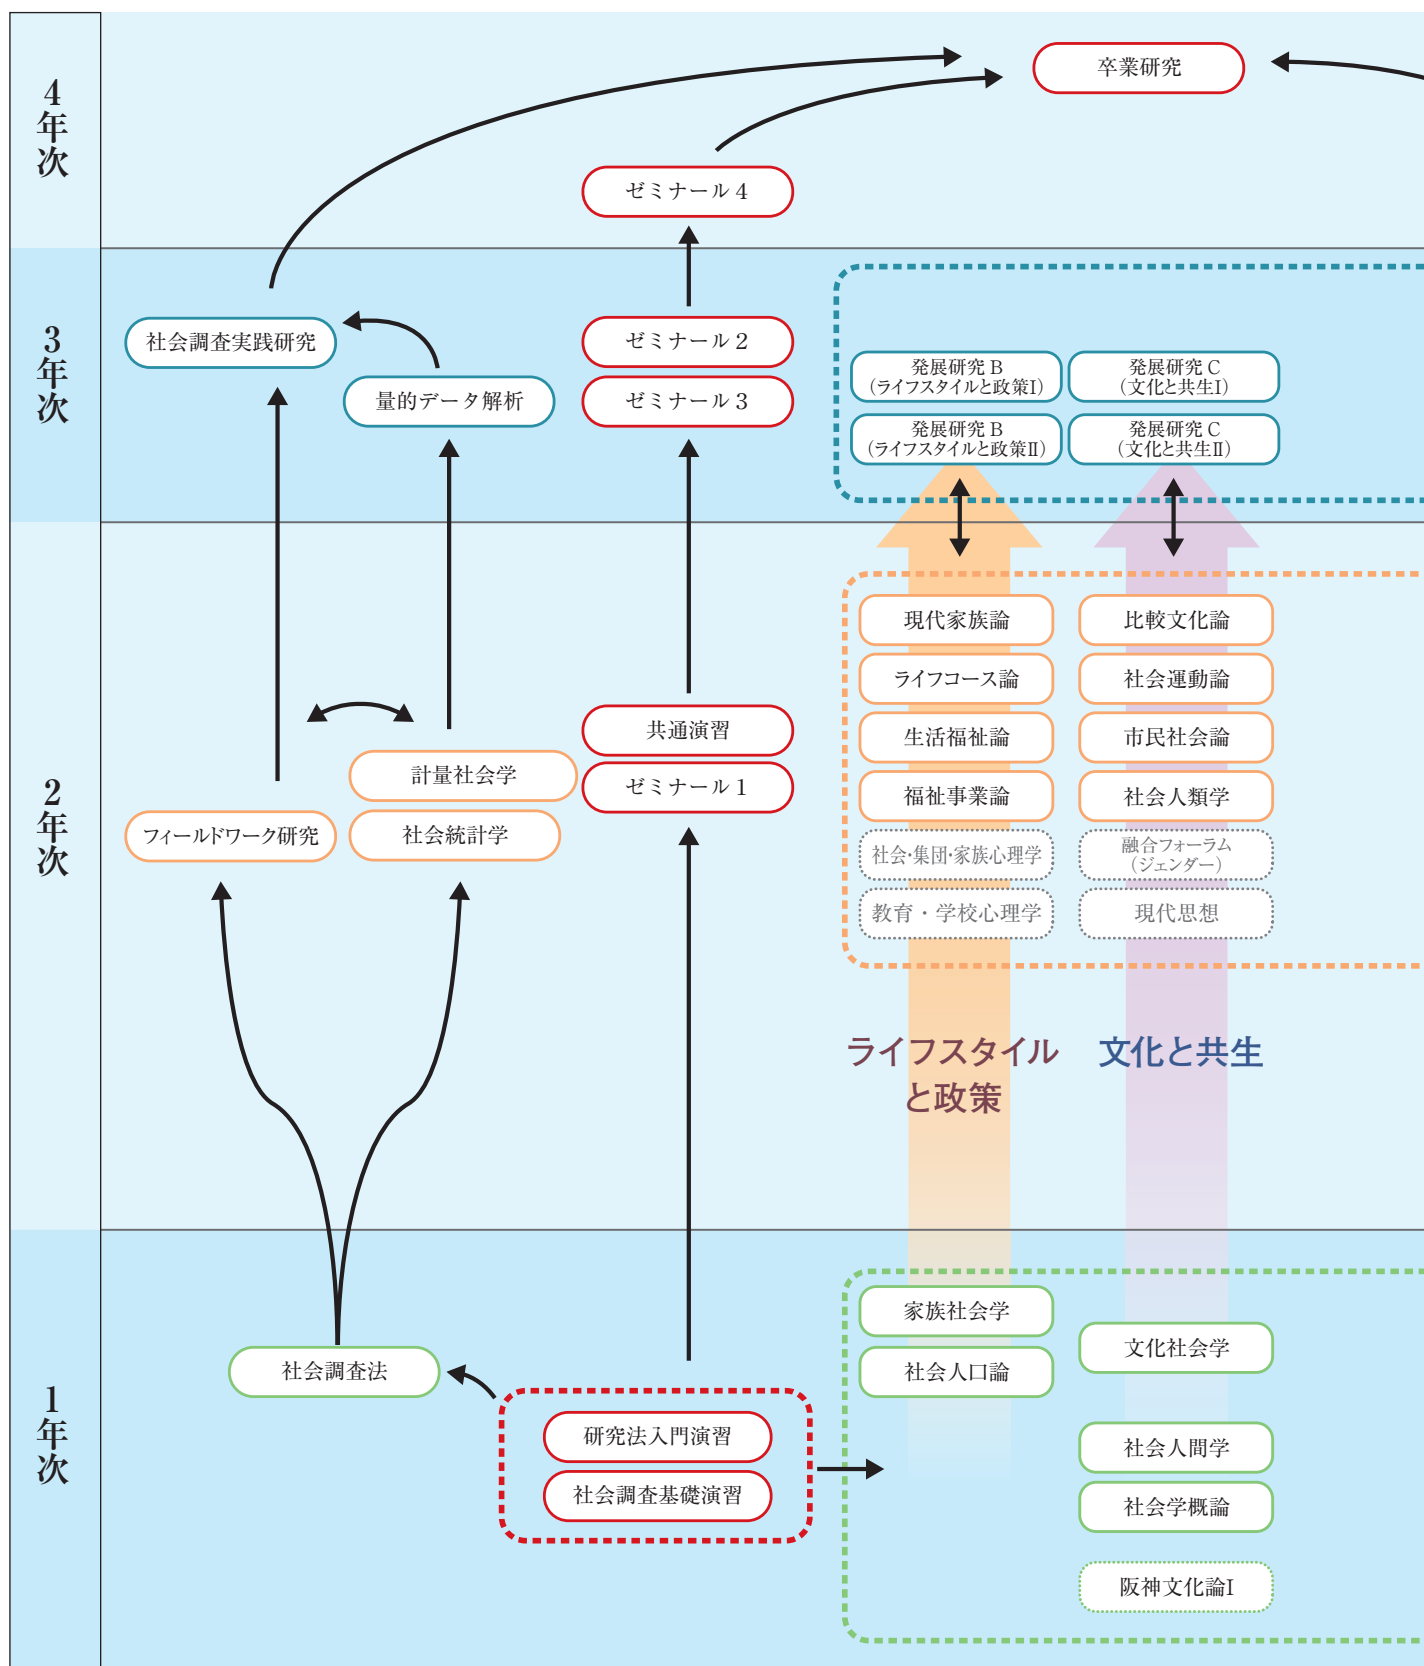 4年次
卒業研究
ゼミナール4
3年次
社会調査実践研究
量的データ解析
ゼミナール2
ゼミナール3
発展研究B
(ライフスタイルと政策I)
発展研究C
(文化と共生I)
発展研究B
(ライフスタイルと政策II)
発展研究C
(文化と共生II)
2年次
フィールドワーク研究
計量社会学
社会統計学
共通演習
ゼミナール1
現代家族論
ライフコース論
生活福祉論
福祉事業論
社会・集団・家族心理学
教育・学校心理学
比較文化論
社会運動論
市民社会論
社会人類学
融合フォーラム
(ジェンダー)
現代思想
ライフスタイル
と政策
文化と共生
1年次
社会調査法
研究法入門演習
社会調査基礎演習
家族社会学
社会人口論
文化社会学
社会人間学
社会学概論
阪神文化論I